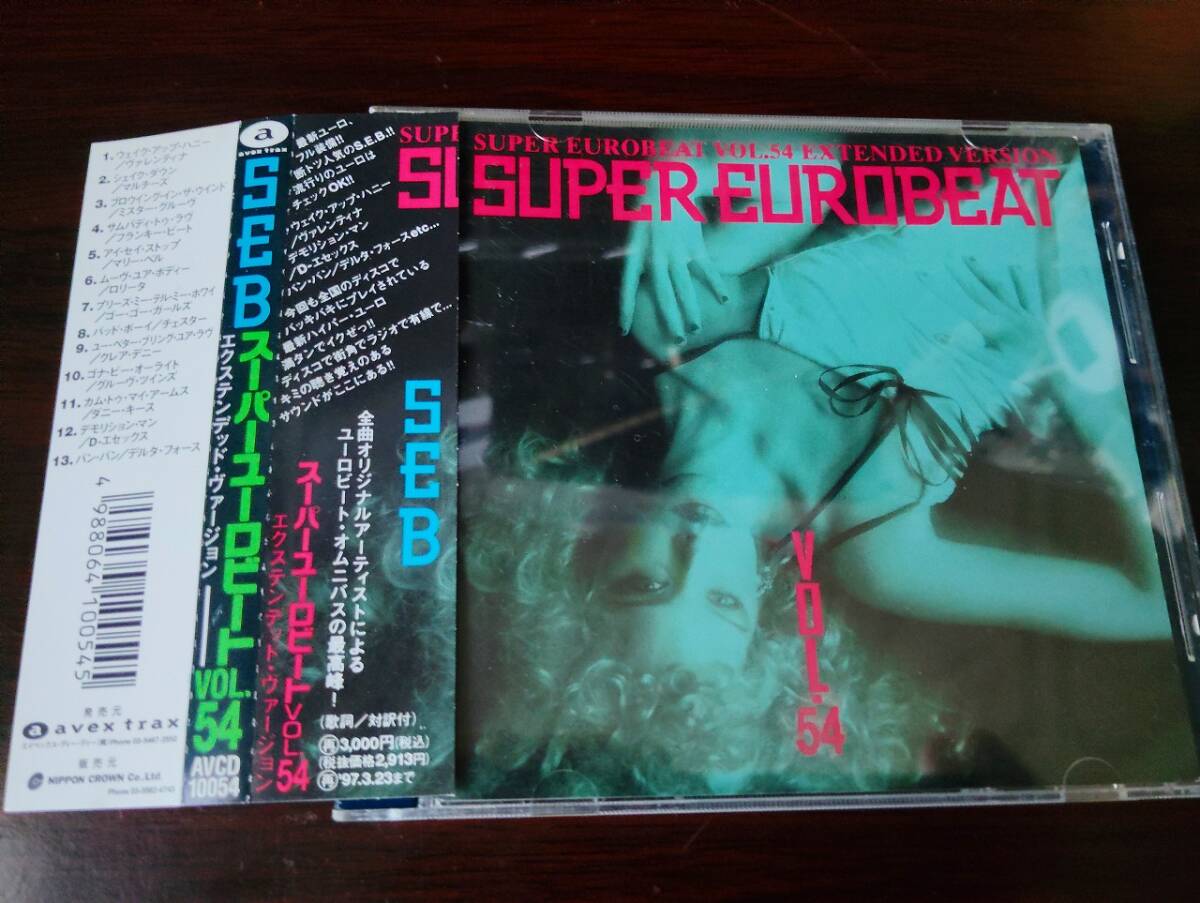 1. ウェイク・アップ・ハニー
／ヴァレンティナ
2. シェイク・ダウン
／マルチーズ
3. ブロウイング・イン・ザ・ウインド
／ミスター・グルーヴ
4. サムバディ・トゥ・ラヴ
／フランキー・ビート
5. アイ・セイ・ストップ
／マリー・ベル
6. ムーヴ・ユア・ボディー
／ロリータ
7. プリーズ・ミー・テル・ミー・ホワイ
／ゴー・ゴー・ガールズ
8. バッド・ボーイ／チェスター
9. ユー・ベター・ブリング・ユア・ラヴ
／クレア・デニー
10. ゴナ・ビー・オーライト
／グルーヴ・ツインズ
11. カム・トゥ・マイ・アームス
／ダニー・キース
12. デモリション・マン
／D-エセックス
13. バン・バン／デルタ・フォース
4 988064 100545
発売元
a avex trax
販売元
NIPPON CROWN Co., Ltd.
a
avex trax
SEB
スーパーユーロビート
エクステンデッド・ヴァージョン
VOL.
54
AVCD
10054
最新ユーロ、
フル装備!!
断トツ人気のS.E.B.!!
流行りのユーロは
チェックOK!!
ウェイク・アップ・ハニー
／ヴァレンティナ
デモリション・マン
／D-エセックス
バン・バン／デルタ・フォースetc…
今回も全国のディスコで
バッキバキにプレイされている
最新ハイパー・ユーロ
満タンでイクゼっ!!
ディスコで街角でラジオで有線で…
キミの聴き覚えのある
サウンドがここにある!!
SEB
全曲オリジナルアーティストによる
ユーロビート・オムニバスの最高峰！
スーパーユーロビートVOL.54
エクステンデット・ヴァージョン
（歌詞／対訳付）
再3,000円（税込）
（税抜価格2,913円）
再'97.3.23まで
SUPE
SU
SUPER EUROBEAT VOL.54 EXTENDED VERSION
SUPER EUROBEAT
VOL.54